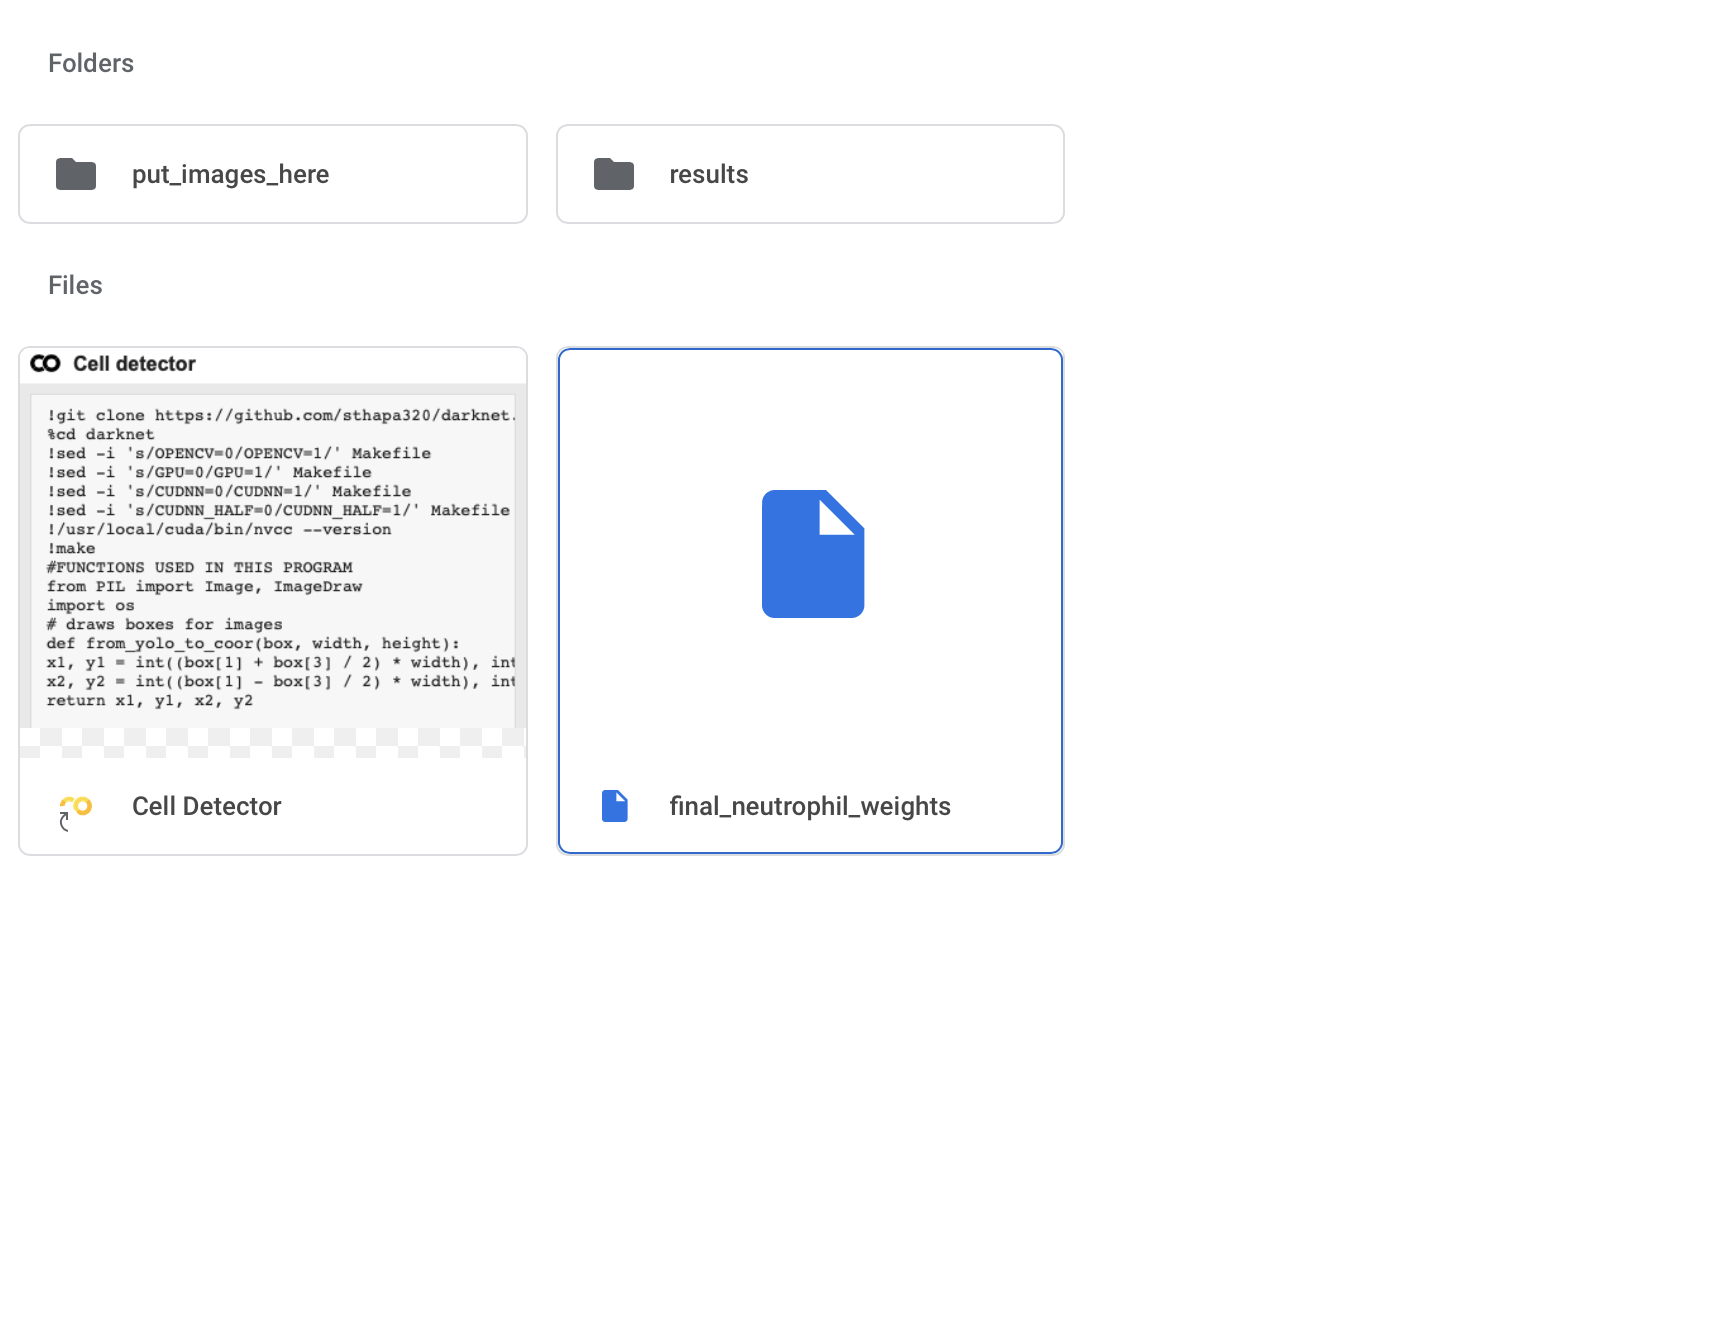 Folders
put_images_here
results
Files
Cell detector
!git clone https://github.com/sthapa320/darknet.
%cd darknet
!sed -i 's/OPENCV=0/OPENCV=1/' Makefile
!sed -i 's/GPU=0/GPU=1/' Makefile
!sed -i 's/CUDNN=0/CUDNN=1/' Makefile
!sed -i 's/CUDNN_HALF=0/CUDNN_HALF=1/' Makefile
!/usr/local/cuda/bin/nvcc --version
!make
#FUNCTIONS USED IN THIS PROGRAM
from PIL import Image, ImageDraw
import os
# draws boxes for images
def from_yolo_to_coor(box, width, height):
x1, y1 = int((box[1] + box[3] / 2) * width), int
x2, y2 = int((box[1] - box[3] / 2) * width), int
return x1, y1, x2, y2
Cell Detector
final_neutrophil_weights